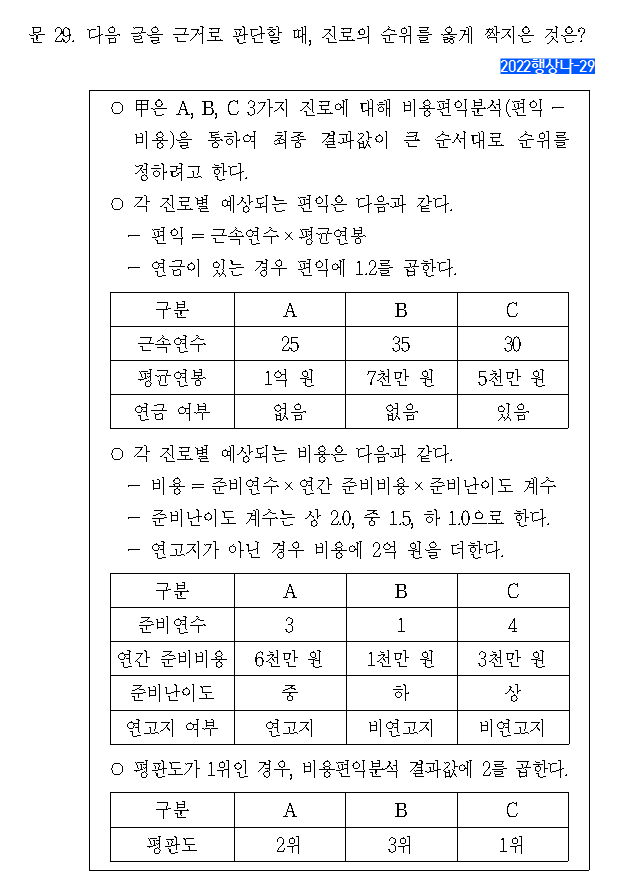 문 29. 다음 글을 근거로 판단할 때, 진로의 순위를 옳게 짝지은 것은?
2022행상나-29
○ 甲은 A, B, C 3가지 진로에 대해 비용편익분석(편익 −
비용)을 통하여 최종 결과값이 큰 순서대로 순위를
정하려고 한다.
○ 각 진로별 예상되는 편익은 다음과 같다.
− 편익 = 근속연수 × 평균연봉
− 연금이 있는 경우 편익에 1.2를 곱한다.
구분 A B C
근속연수 25 35 30
평균연봉 1억 원 7천만 원 5천만 원
연금 여부 없음 없음 있음
○ 각 진로별 예상되는 비용은 다음과 같다.
− 비용 = 준비연수 × 연간 준비비용 × 준비난이도 계수
− 준비난이도 계수는 상 2.0, 중 1.5, 하 1.0으로 한다.
− 연고지가 아닌 경우 비용에 2억 원을 더한다.
구분 A B C
준비연수 3 1 4
연간 준비비용 6천만 원 1천만 원 3천만 원
준비난이도 중 하 상
연고지 여부 연고지 비연고지 비연고지
○ 평판도가 1위인 경우, 비용편익분석 결과값에 2를 곱한다.
구분 A B C
평판도 2위 3위 1위